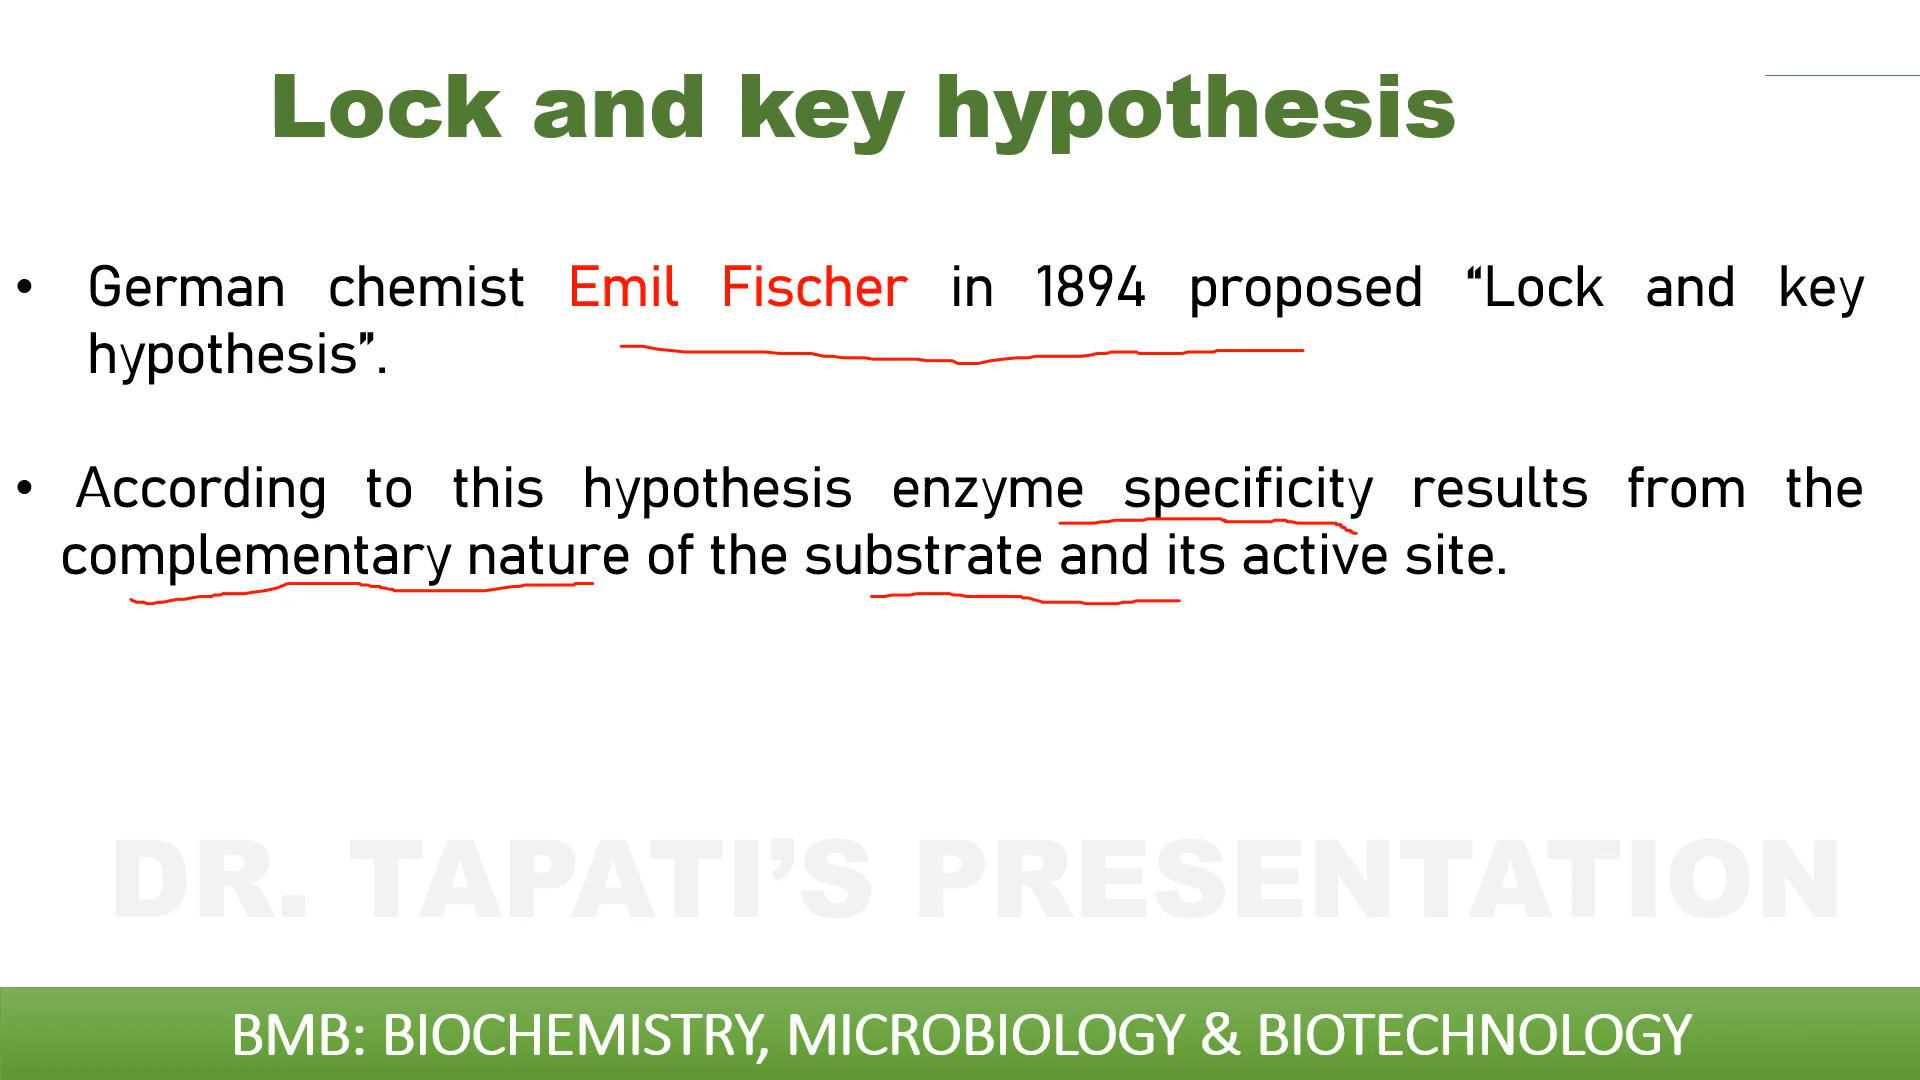 Lock and key hypothesis
• German chemist Emil Fischer in 1894 proposed “Lock and key
hypothesis”.
• According to this hypothesis enzyme specificity results from the
complementary nature of the substrate and its active site.
DR. TAPATI’S PRESENTATION
BMB: BIOCHEMISTRY, MICROBIOLOGY & BIOTECHNOLOGY